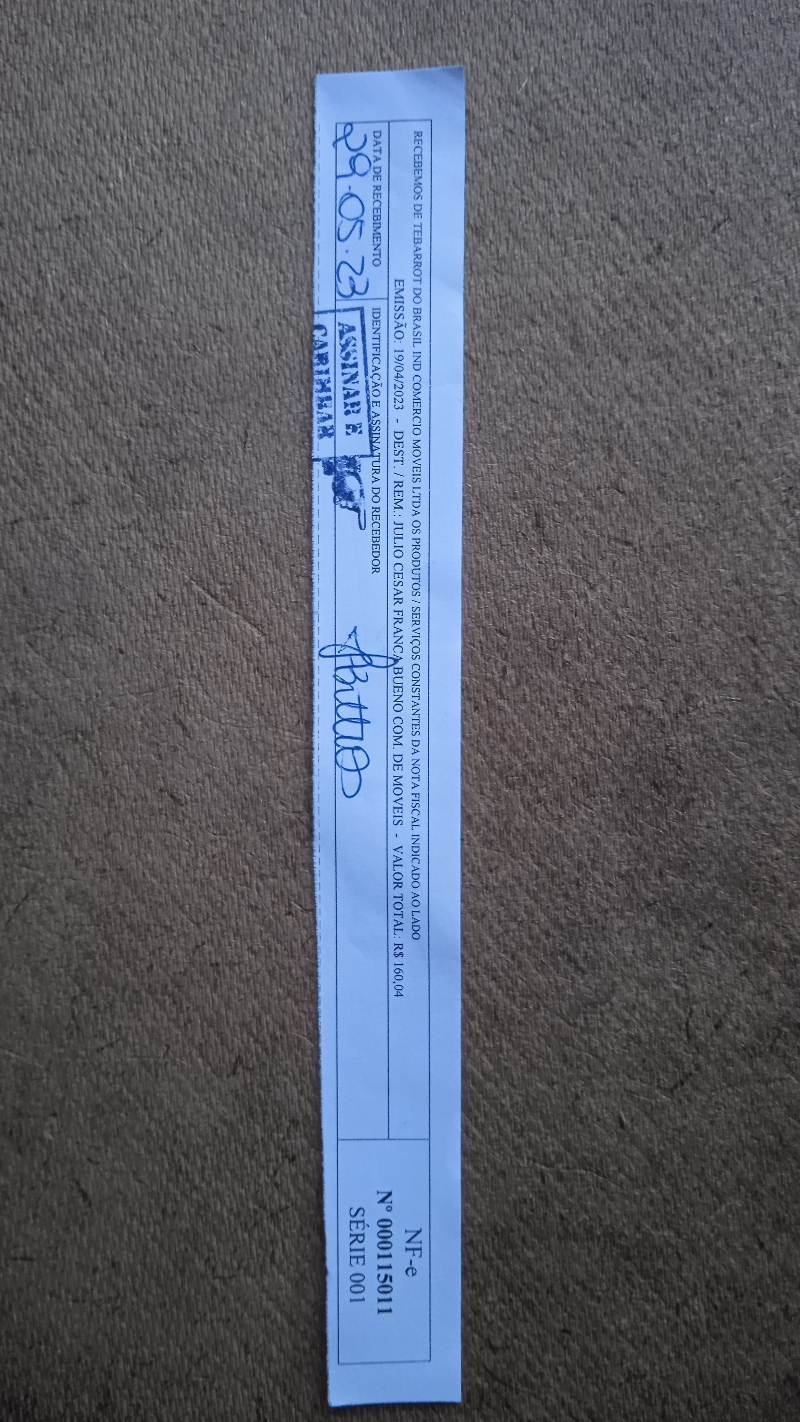 RECEBEMOS DE TEBARROT DO BRASIL IND COMERCIO MOVEIS LTDA OS PRODUTOS / SERVIÇOS CONSTANTES DA NOTA FISCAL INDICADO AO LADO
EMISSÃO: 19/04/2023 - DEST. / REM.: JULIO CESAR FRANCA BUENO COM. DE MOVEIS - VALOR TOTAL: R$ 160,04
DATA DE RECEBIMENTO
29.05.23
IDENTIFICAÇÃO E ASSINATURA DO RECEBEDOR
ASSINAR E
CARIMBAR
NF-e
Nº 000115011
SÉRIE 001